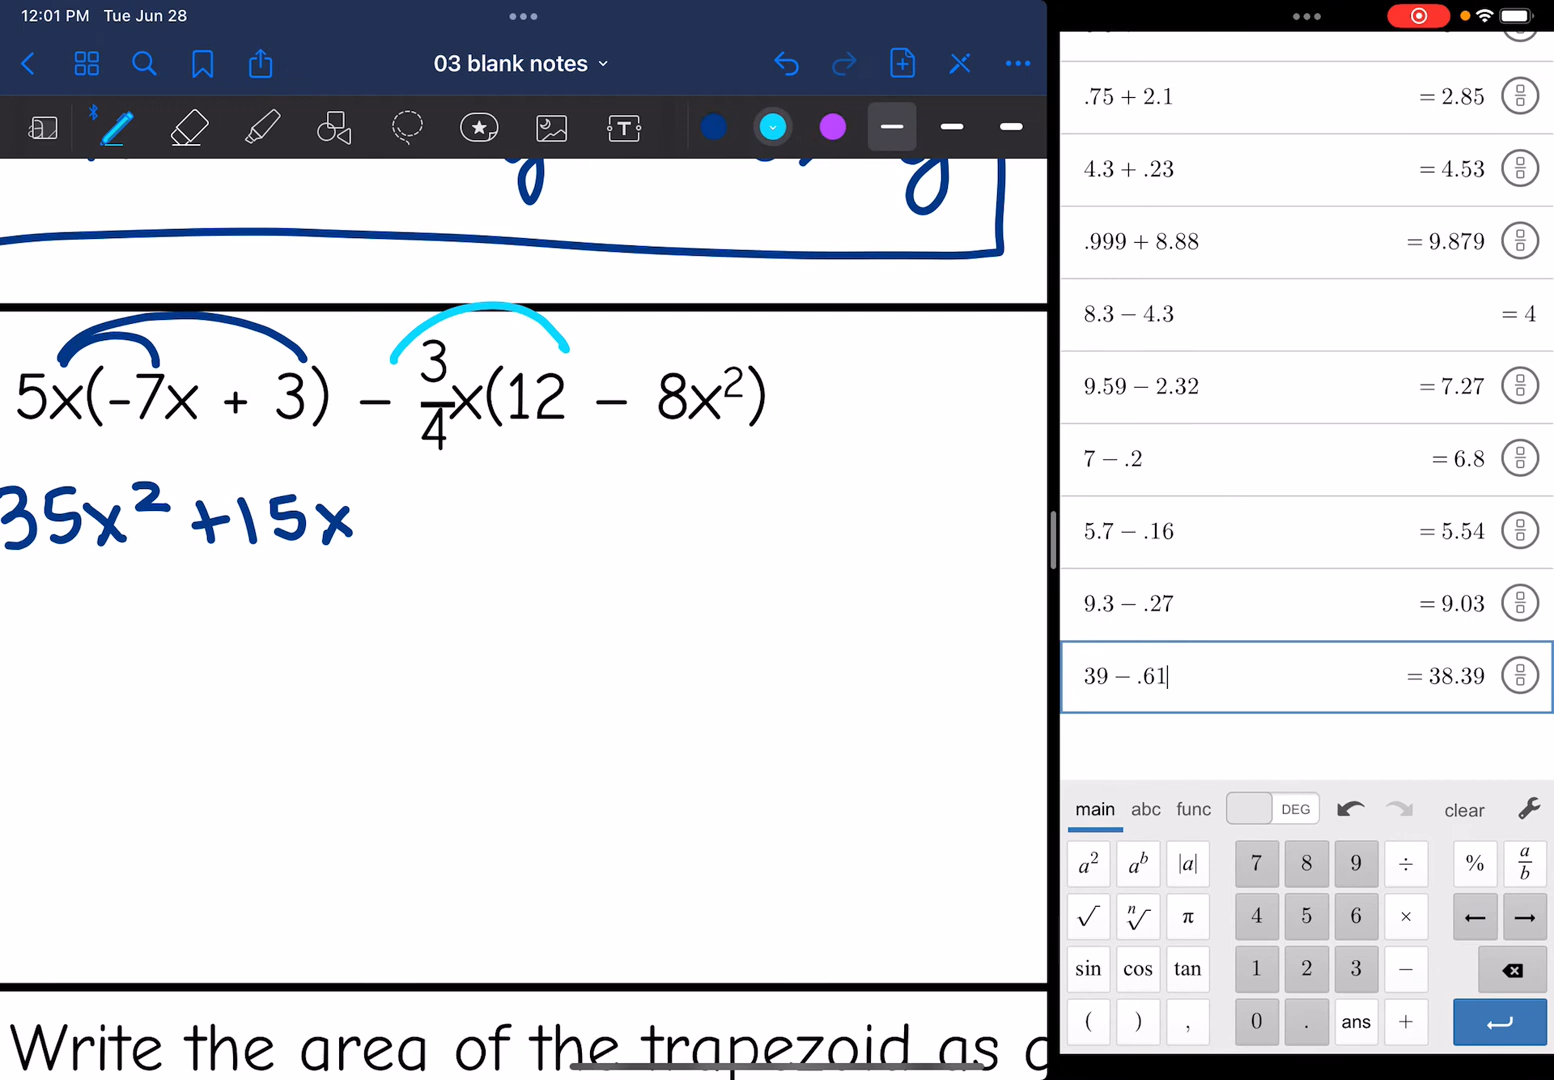 12:01 PM Tue Jun 28
03 blank notes
5x(-7x + 3) − 3/4x(12 − 8x²)
35x² +15x
Write the area of the trapezoid as
.75 + 2.1 = 2.85
4.3 + .23 = 4.53
.999 + 8.88 = 9.879
8.3 − 4.3 = 4
9.59 − 2.32 = 7.27
7 − .2 = 6.8
5.7 − .16 = 5.54
9.3 − .27 = 9.03
39 − .61 = 38.39
main abc func DEG clear
a² aᵇ |a| 7 8 9 ÷ % a/b
√ ⁿ√ π 4 5 6 × ← →
sin cos tan 1 2 3 −
( ) , 0 . ans +